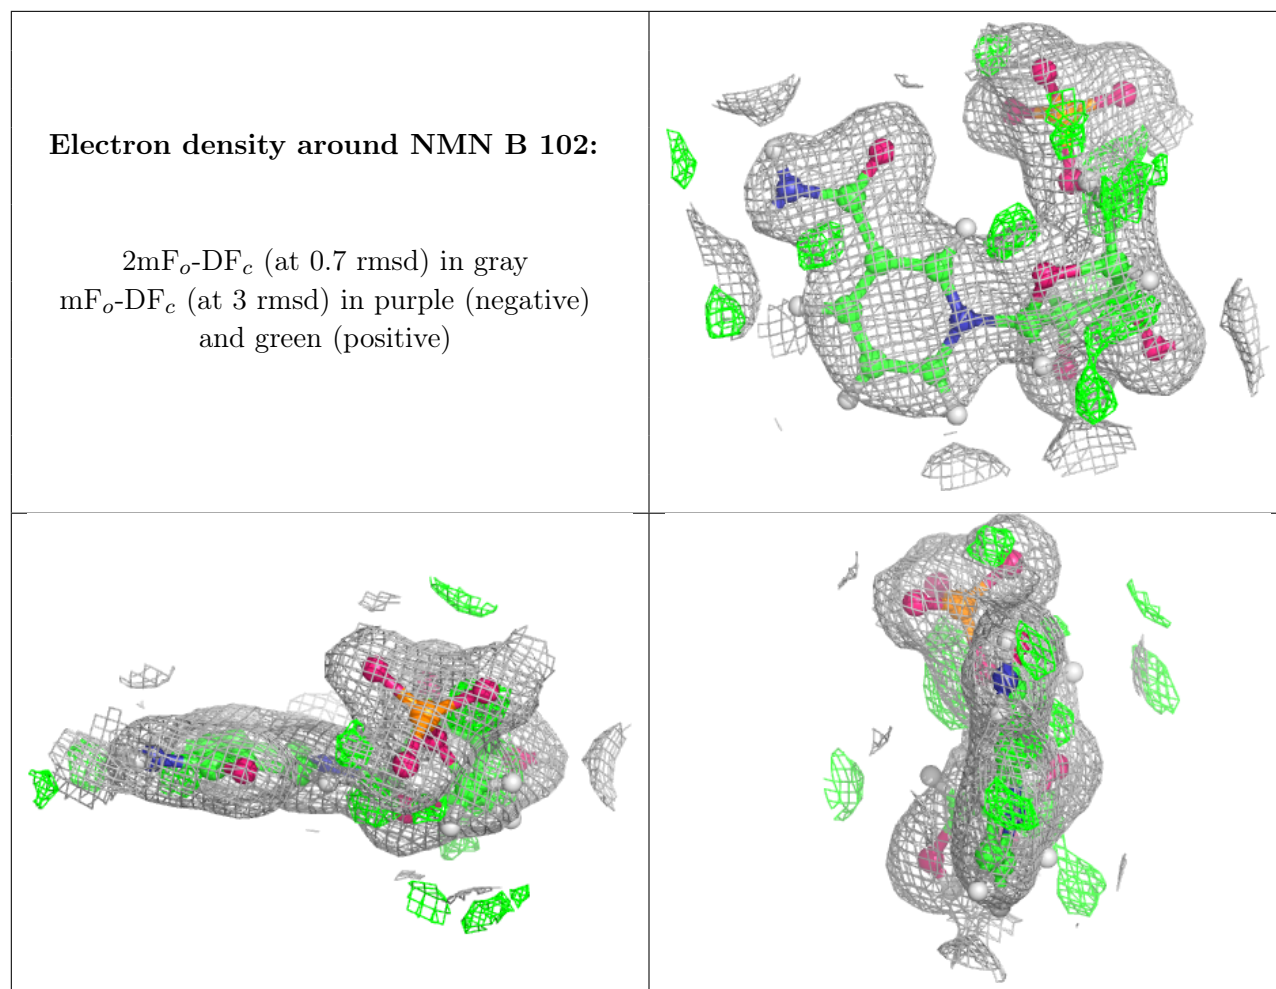 Electron density around NMN B 102:
2mFo-DFc (at 0.7 rmsd) in gray
mFo-DFc (at 3 rmsd) in purple (negative)
and green (positive)